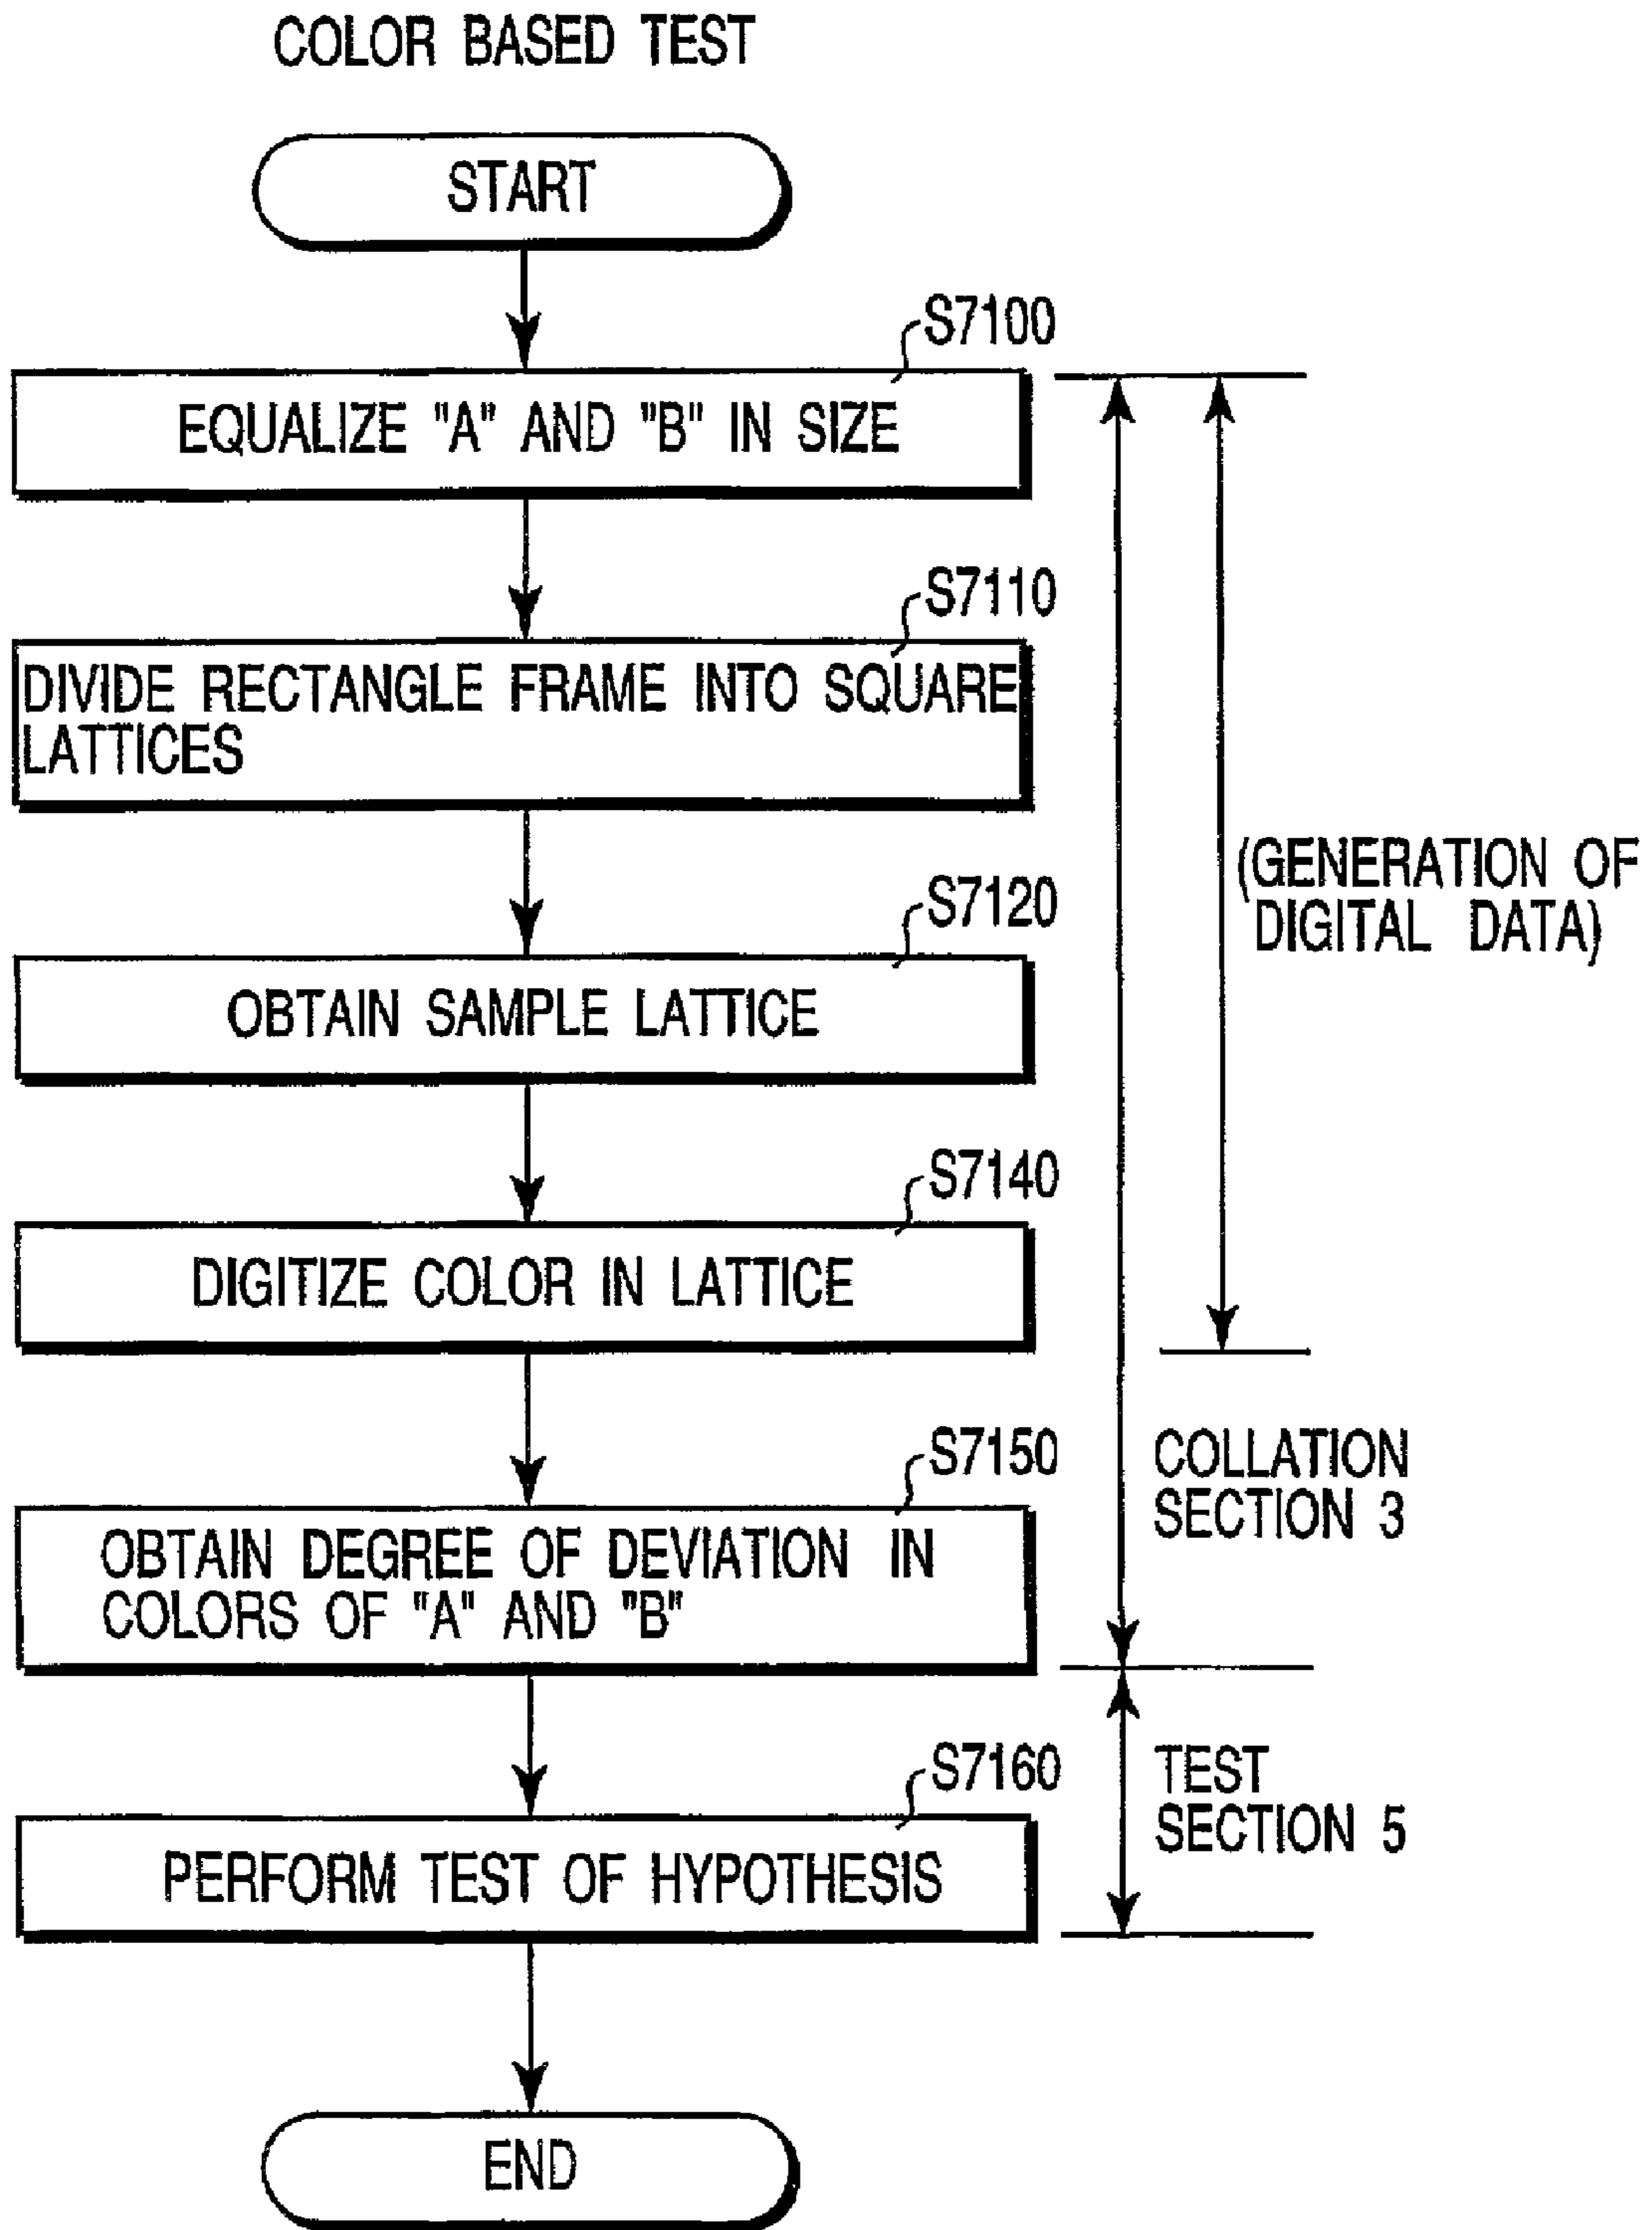 COLOR BASED TEST
START
S7100
EQUALIZE "A" AND "B" IN SIZE
S7110
DIVIDE RECTANGLE FRAME INTO SQUARE
LATTICES
(GENERATION OF
DIGITAL DATA)
S7120
OBTAIN SAMPLE LATTICE
S7140
DIGITIZE COLOR IN LATTICE
S7150
OBTAIN DEGREE OF DEVIATION IN
COLORS OF "A" AND "B"
COLLATION
SECTION 3
S7160
PERFORM TEST OF HYPOTHESIS
TEST
SECTION 5
END